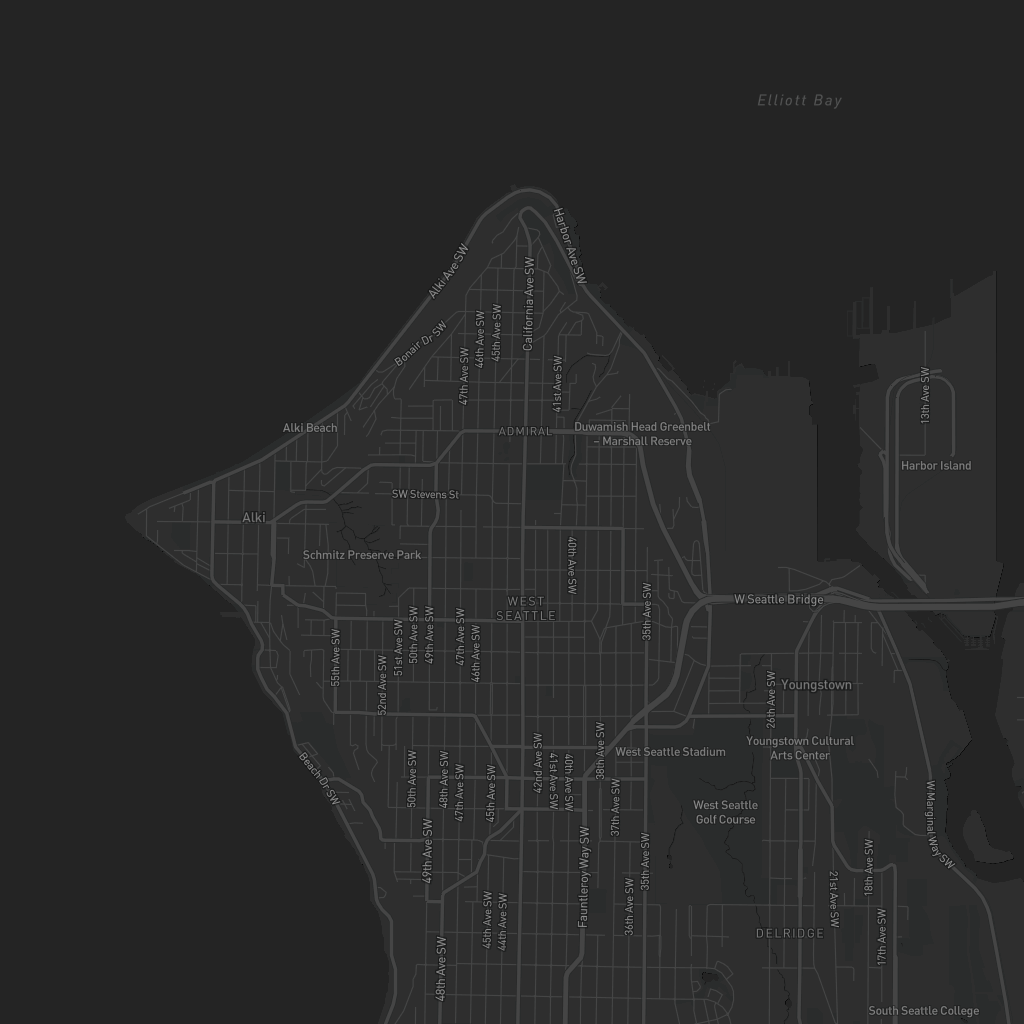 Elliott Bay
Harbor Ave SW
Alki Ave SW
California Ave SW
Bonair Dr SW
45th Ave SW
46th Ave SW
47th Ave SW
41st Ave SW
13th Ave SW
Alki Beach
ADMIRAL
Duwamish Head Greenbelt
– Marshall Reserve
Harbor Island
SW Stevens St
Alki
Schmitz Preserve Park
40th Ave SW
WEST
SEATTLE
35th Ave SW
W Seattle Bridge
55th Ave SW
52nd Ave SW
51st Ave SW
50th Ave SW
49th Ave SW
47th Ave SW
46th Ave SW
Youngstown
26th Ave SW
West Seattle Stadium
Youngstown Cultural
Arts Center
Beach Dr SW
50th Ave SW
48th Ave SW
47th Ave SW
45th Ave SW
42nd Ave SW
41st Ave SW
40th Ave SW
38th Ave SW
37th Ave SW
West Seattle
Golf Course
W Marginal Way SW
49th Ave SW
Fauntleroy Way SW
35th Ave SW
36th Ave SW
18th Ave SW
21st Ave SW
17th Ave SW
45th Ave SW
44th Ave SW
48th Ave SW
DELRIDGE
South Seattle College